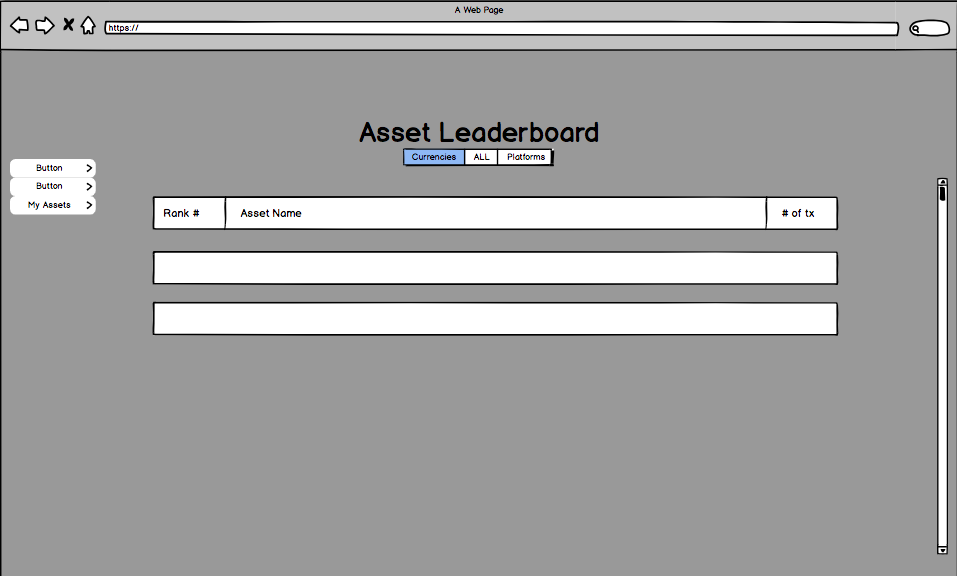 A Web Page
https://
Asset Leaderboard
Currencies ALL Platforms
Button
Button
My Assets
Rank # Asset Name # of tx